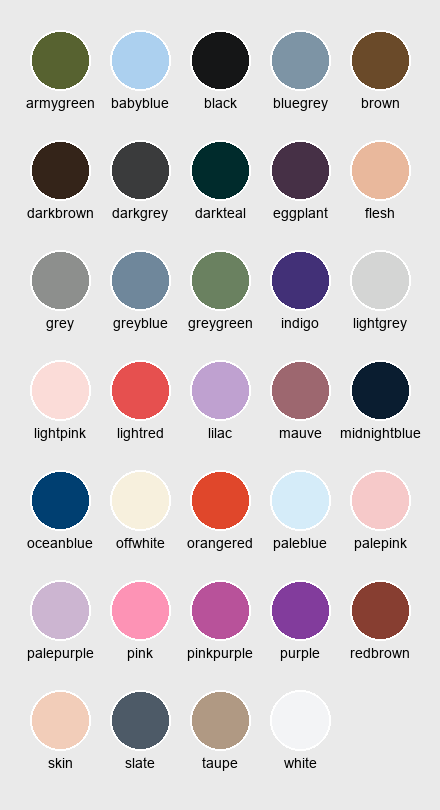 armygreen babyblue black bluegrey brown
darkbrown darkgrey darkteal eggplant flesh
grey greyblue greygreen indigo lightgrey
lightpink lightred lilac mauve midnightblue
oceanblue offwhite orangered paleblue palepink
palepurple pink pinkpurple purple redbrown
skin slate taupe white